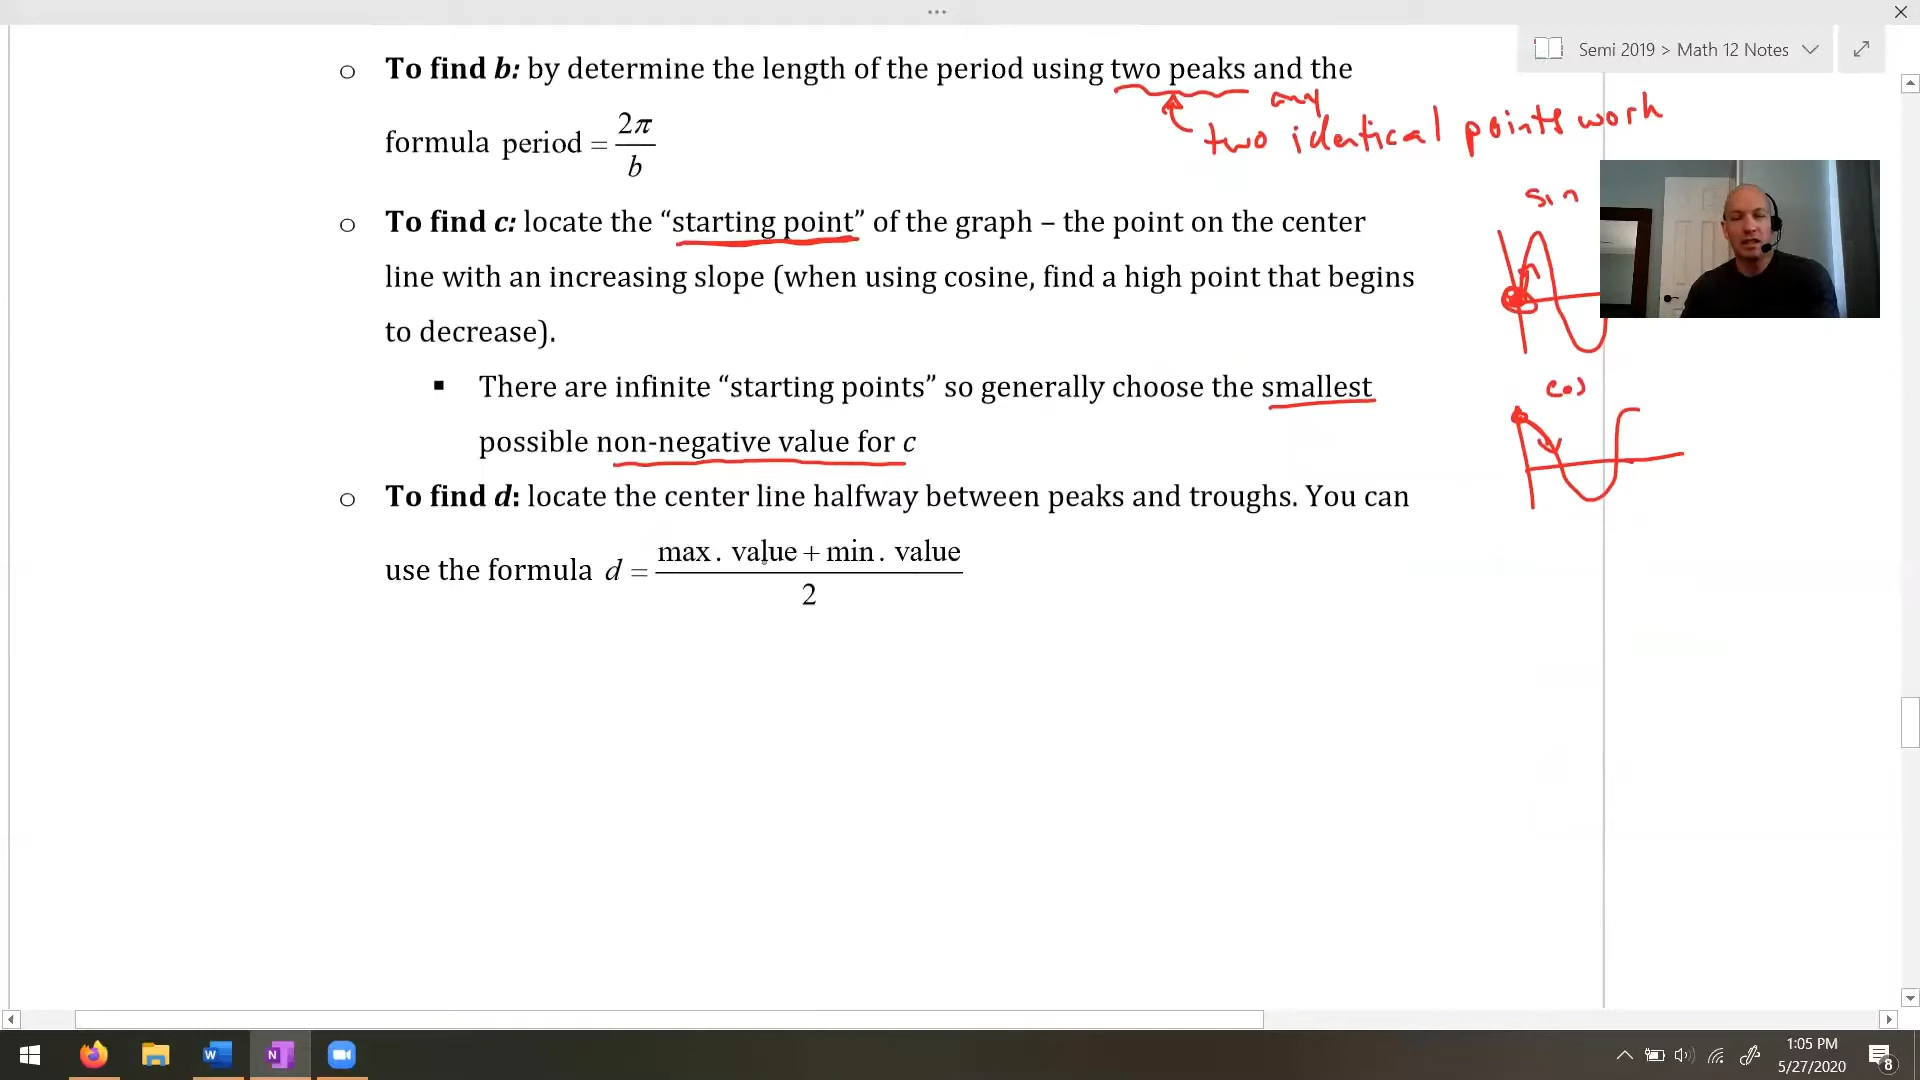 Semi 2019 > Math 12 Notes
To find b: by determine the length of the period using two peaks and the
any
two identical points work
formula period = 2π/b
sin
To find c: locate the “starting point” of the graph – the point on the center
line with an increasing slope (when using cosine, find a high point that begins
to decrease).
cos
There are infinite “starting points” so generally choose the smallest
possible non-negative value for c
To find d: locate the center line halfway between peaks and troughs. You can
use the formula d = max. value + min. value / 2
1:05 PM
5/27/2020
8